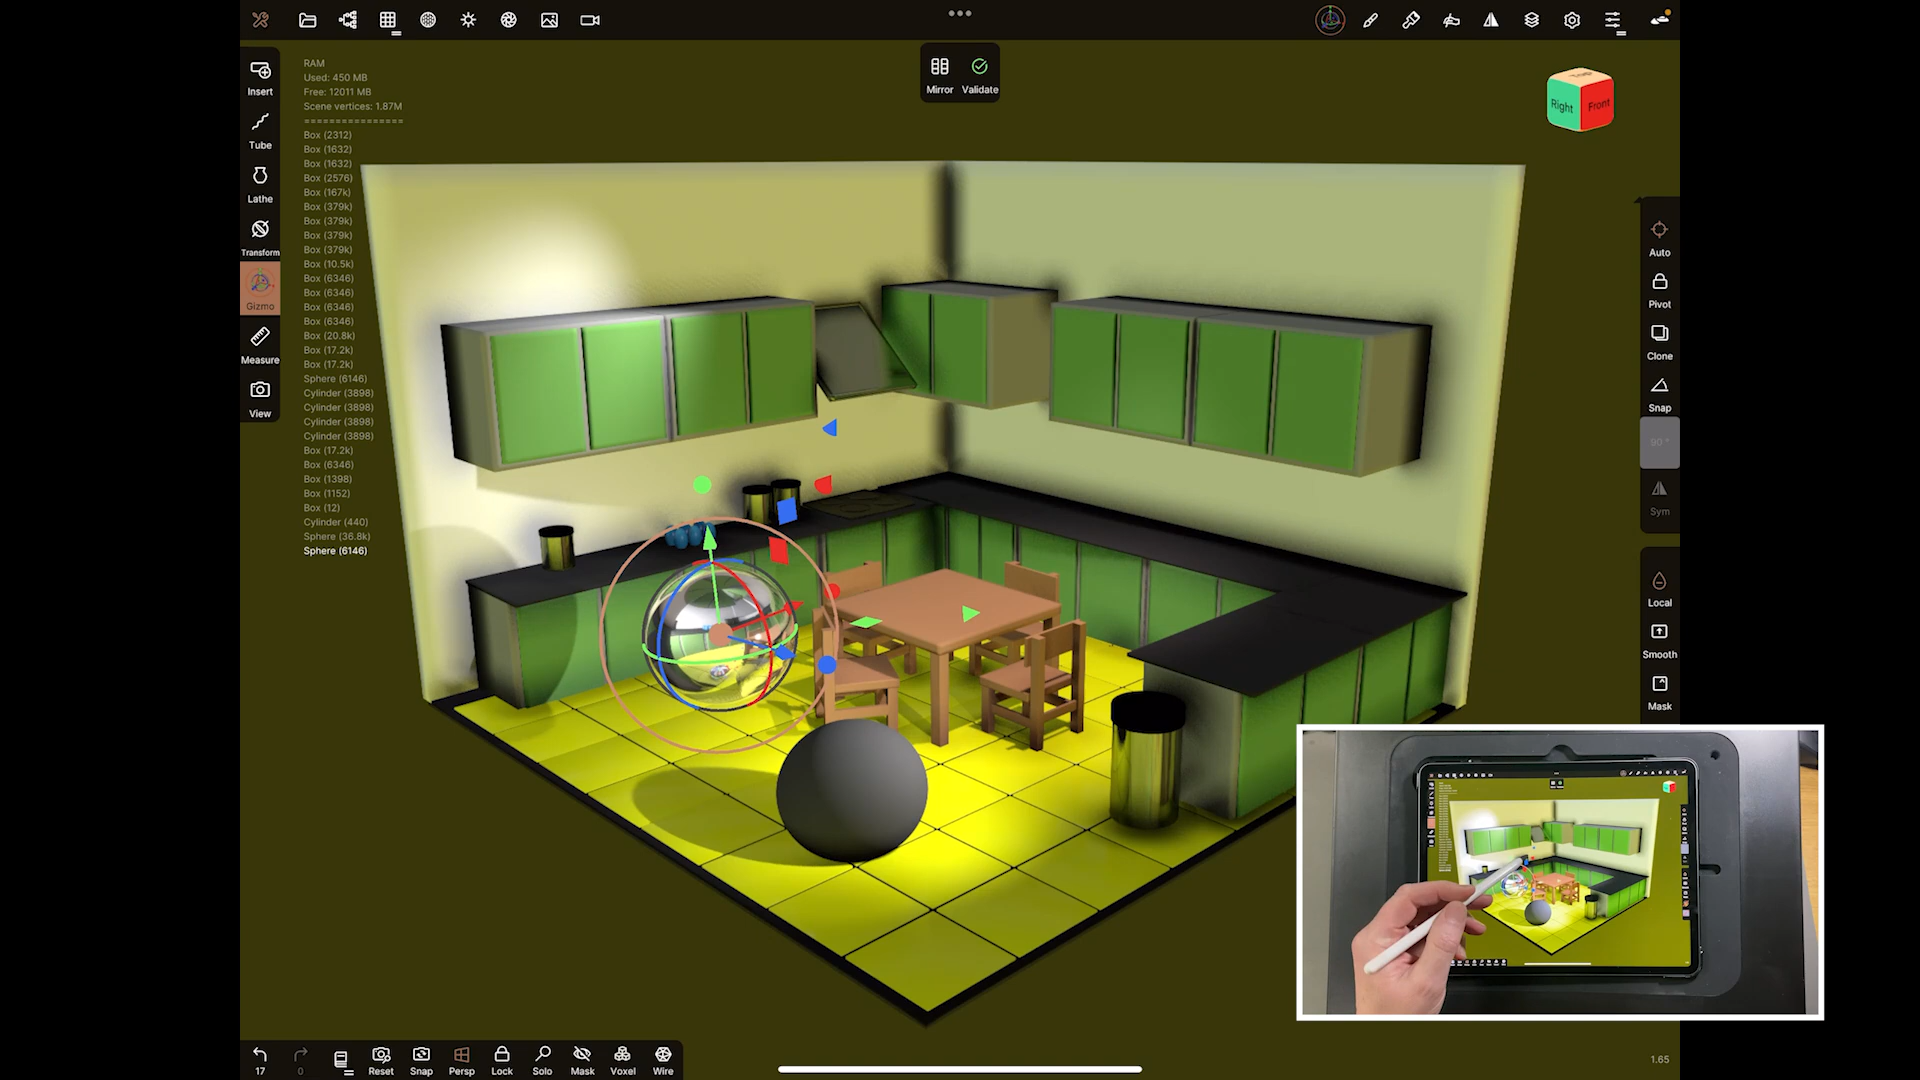 Insert
Tube
Lathe
Transform
Gizmo
Measure
View
RAM
Used: 450 MB
Free: 12011 MB
Scene vertices: 1.87M
================
Box (2312)
Box (1632)
Box (1632)
Box (2576)
Box (167k)
Box (379k)
Box (379k)
Box (379k)
Box (379k)
Box (10.5k)
Box (6346)
Box (6346)
Box (6346)
Box (6346)
Box (20.8k)
Box (17.2k)
Box (17.2k)
Sphere (6146)
Cylinder (3898)
Cylinder (3898)
Cylinder (3898)
Cylinder (3898)
Box (17.2k)
Box (6346)
Box (1398)
Box (1152)
Box (12)
Cylinder (440)
Sphere (36.8k)
Sphere (6146)
Mirror Validate
Top
Right Front
Auto
Pivot
Clone
Snap
90 °
Sym
Local
Smooth
Mask
17 0 Reset Snap Persp Lock Solo Mask Voxel Wire
1.65